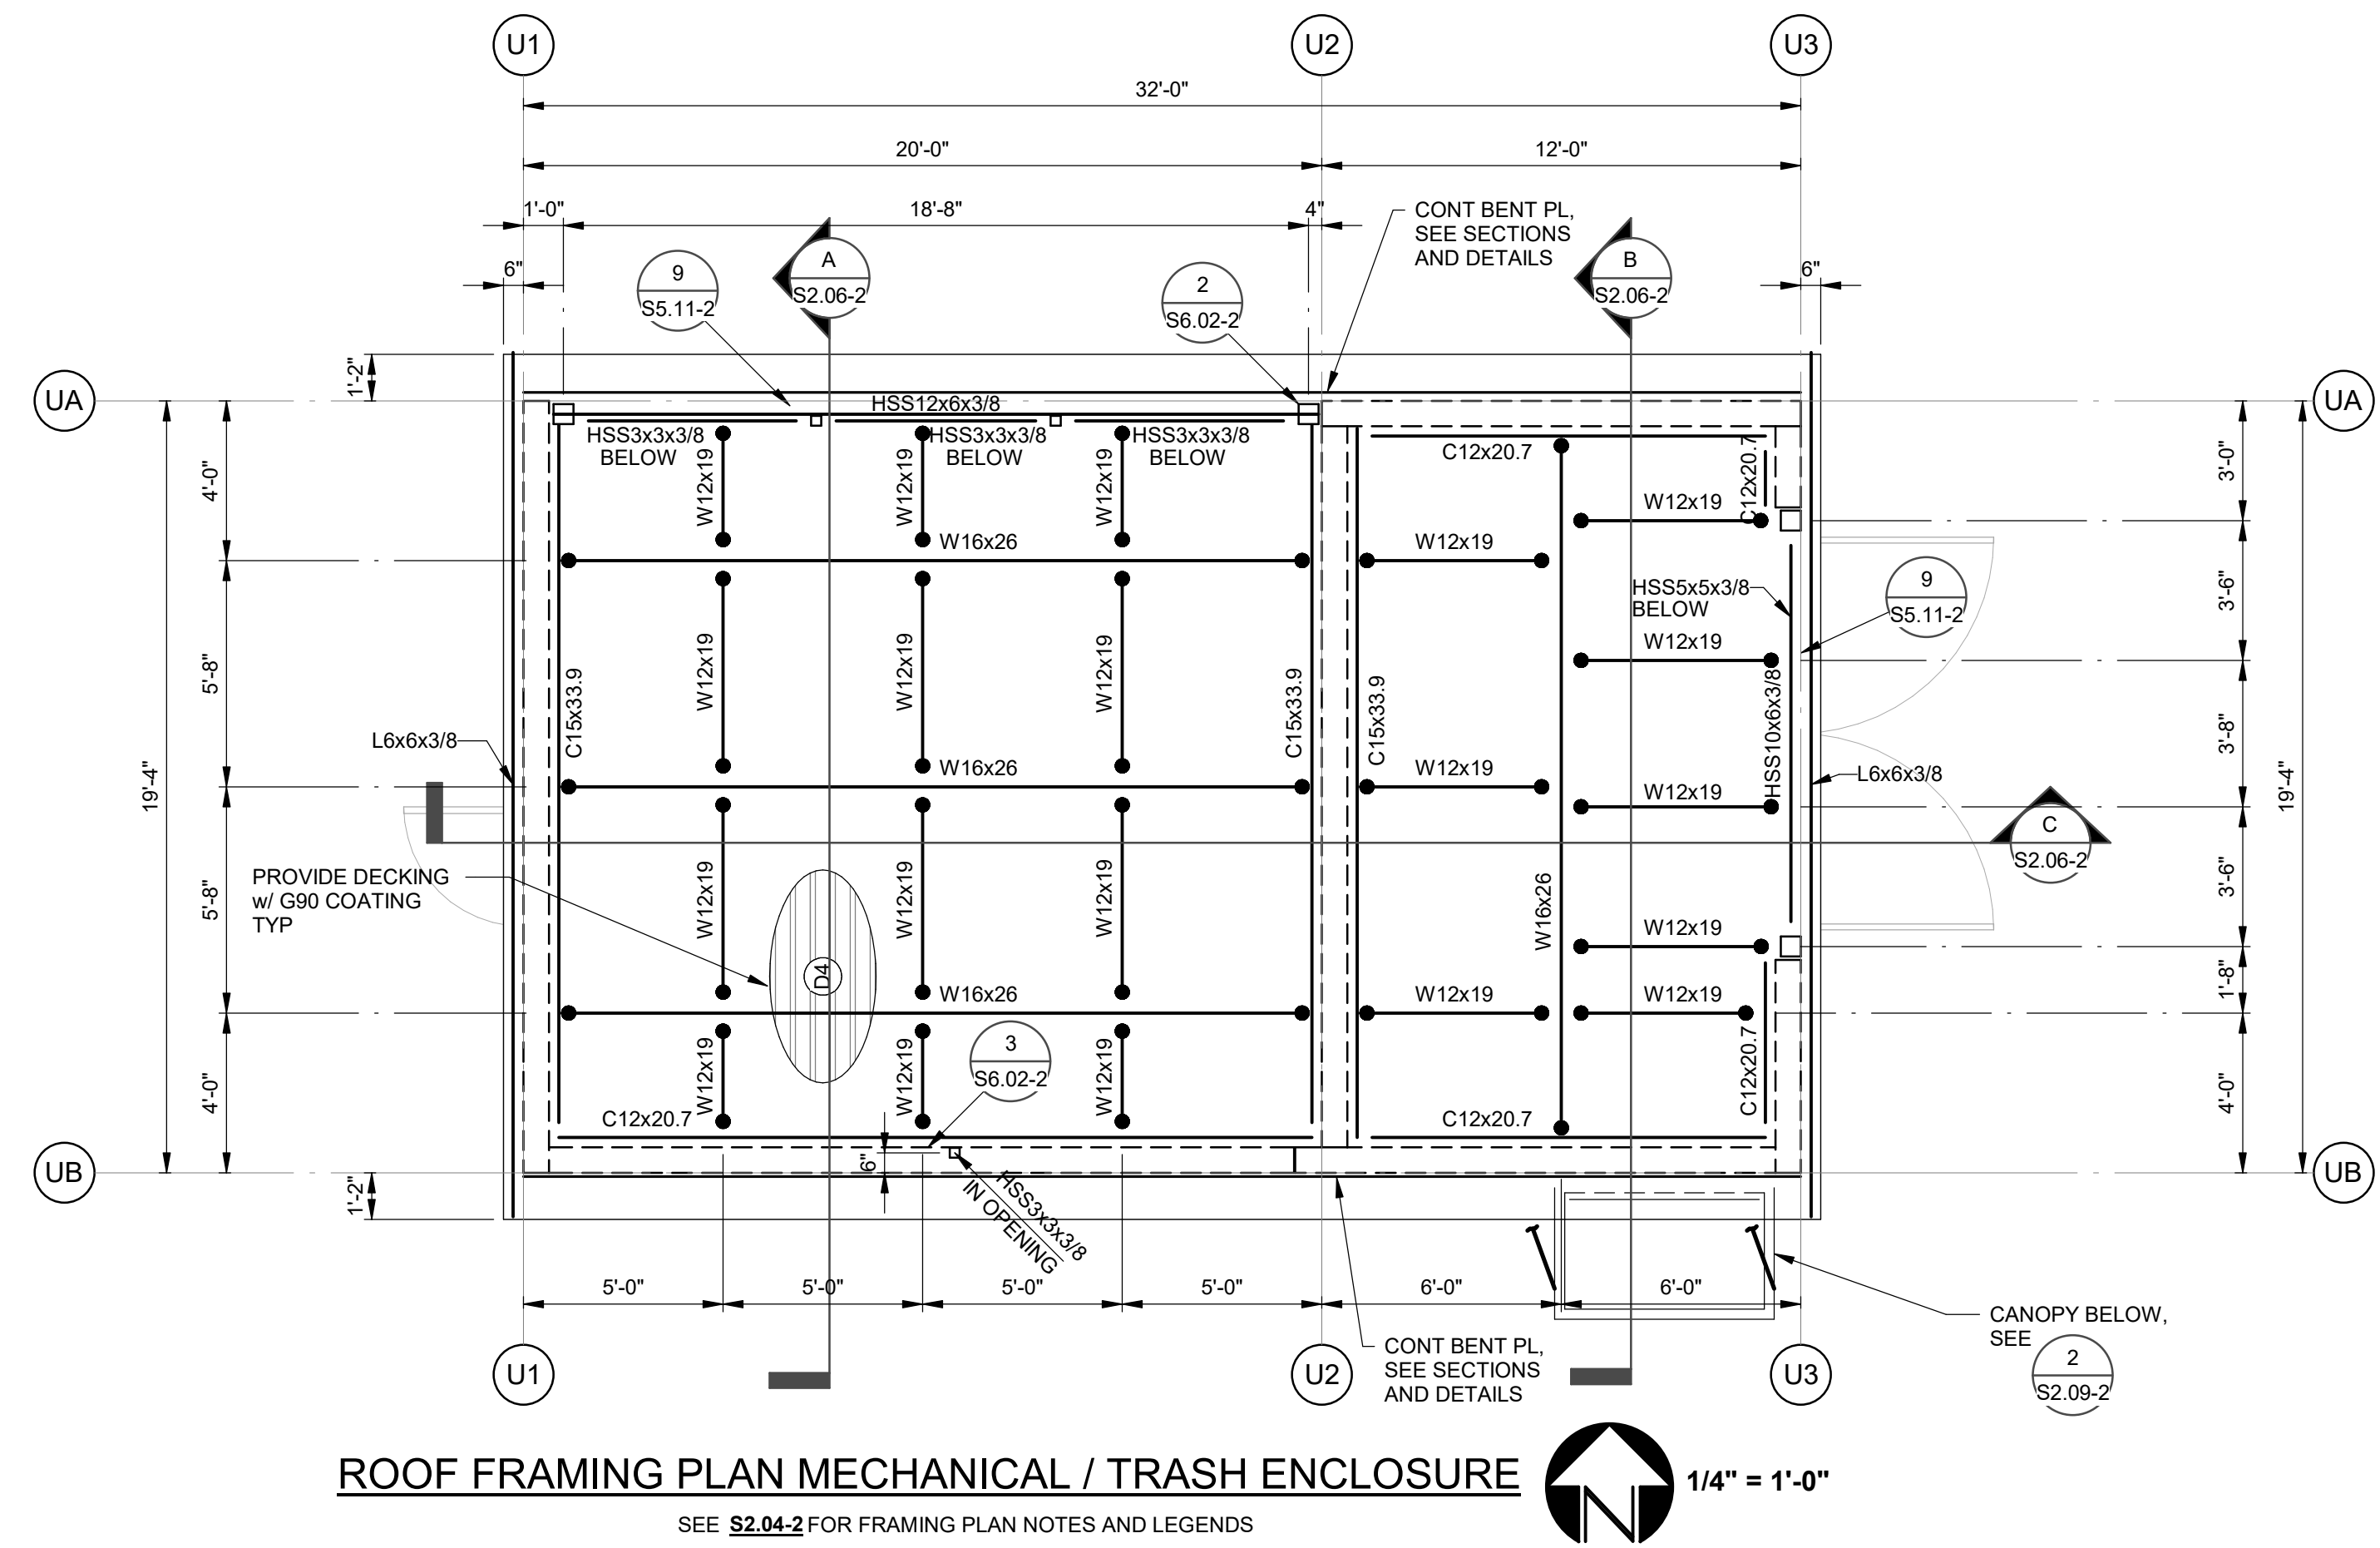 U1
U2
U3
32'-0"
20'-0"
12'-0"
1'-0"
18'-8"
4"
CONT BENT PL,
SEE SECTIONS
AND DETAILS
6"
9
S5.11-2
A
S2.06-2
2
S6.02-2
B
S2.06-2
6"
1'-2"
UA
UA
HSS12x6x3/8
HSS3x3x3/8
BELOW
HSS3x3x3/8
BELOW
HSS3x3x3/8
BELOW
C12x20.7
C12x20.7
4'-0"
3'-0"
W12x19
W12x19
W12x19
W12x19
W16x26
W12x19
HSS5x5x3/8
BELOW
9
S5.11-2
3'-6"
5'-8"
W12x19
W12x19
W12x19
W12x19
C15x33.9
C15x33.9
C15x33.9
HSS10x6x3/8
L6x6x3/8
3'-8"
19'-4"
W16x26
W12x19
W12x19
L6x6x3/8
19'-4"
C
S2.06-2
PROVIDE DECKING
w/ G90 COATING
TYP
5'-8"
W12x19
W12x19
W12x19
W16x26
W12x19
3'-6"
D4
W16x26
W12x19
W12x19
1'-8"
4'-0"
W12x19
W12x19
W12x19
3
S6.02-2
C12x20.7
C12x20.7
C12x20.7
4'-0"
6"
HSS3x3x3/8
IN OPENING
UB
UB
1'-2"
5'-0"
5'-0"
5'-0"
5'-0"
6'-0"
6'-0"
CANOPY BELOW,
SEE
2
S2.09-2
CONT BENT PL,
SEE SECTIONS
AND DETAILS
U1
U2
U3
ROOF FRAMING PLAN MECHANICAL / TRASH ENCLOSURE
N
1/4" = 1'-0"
SEE S2.04-2 FOR FRAMING PLAN NOTES AND LEGENDS